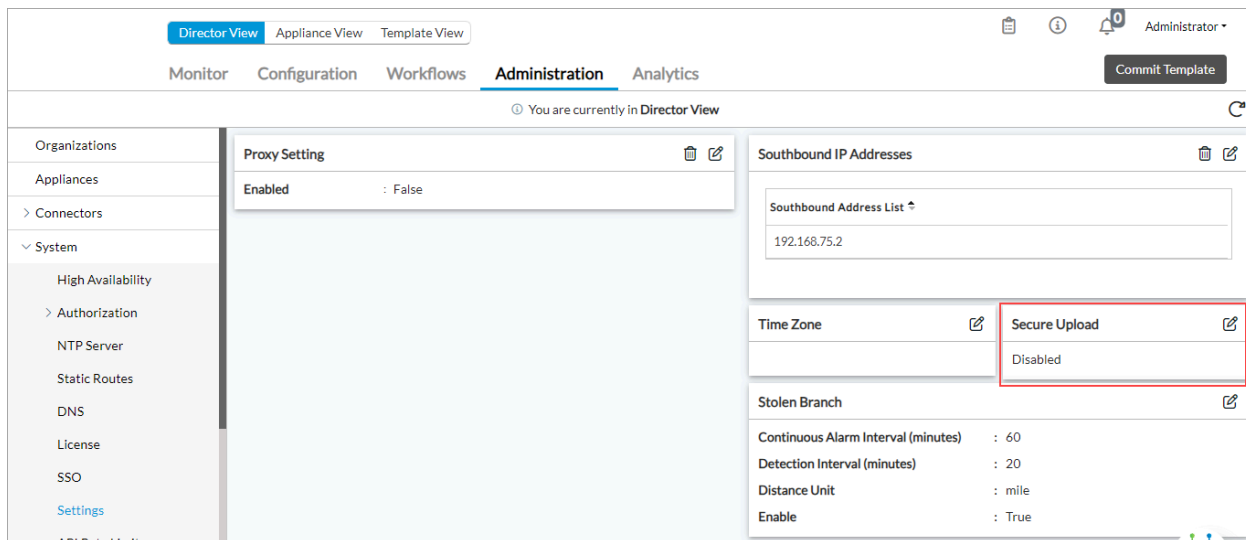 Director View Appliance View Template View 0 Administrator
Monitor Configuration Workflows Administration Analytics Commit Template
You are currently in Director View
Organizations
Appliances
Connectors
System
High Availability
Authorization
NTP Server
Static Routes
DNS
License
SSO
Settings
Proxy Setting
Enabled : False
Southbound IP Addresses
Southbound Address List
192.168.75.2
Time Zone
Secure Upload
Disabled
Stolen Branch
Continuous Alarm Interval (minutes) : 60
Detection Interval (minutes) : 20
Distance Unit : mile
Enable : True